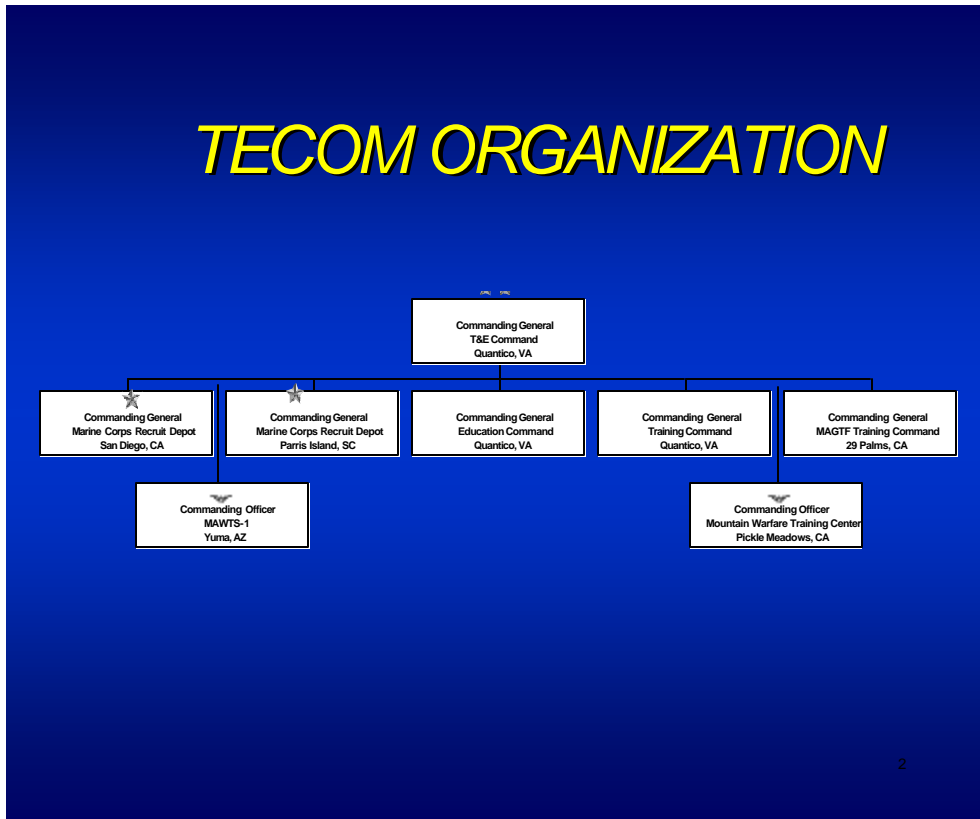 TECOM ORGANIZATION
Commanding General
T&E Command
Quantico, VA
Commanding General
Marine Corps Recruit Depot
San Diego, CA
Commanding General
Marine Corps Recruit Depot
Parris Island, SC
Commanding General
Education Command
Quantico, VA
Commanding General
Training Command
Quantico, VA
Commanding General
MAGTF Training Command
29 Palms, CA
Commanding Officer
MAWTS-1
Yuma, AZ
Commanding Officer
Mountain Warfare Training Center
Pickle Meadows, CA
2